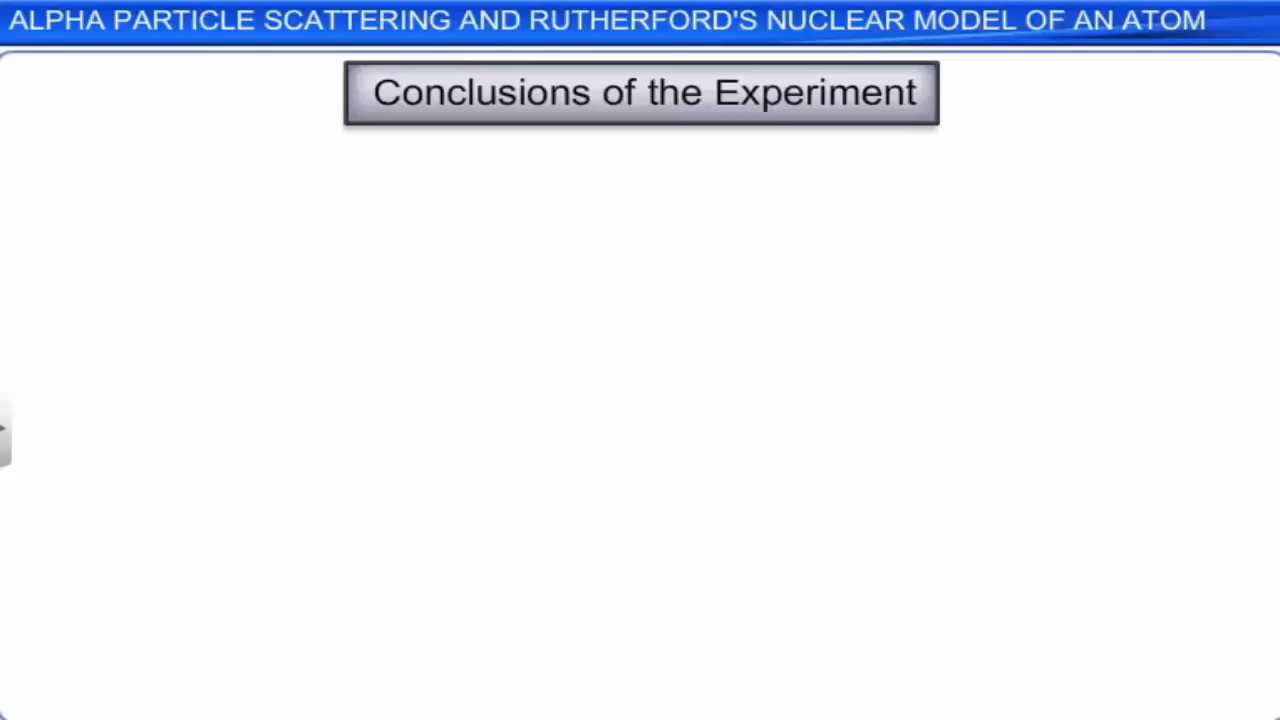 ALPHA PARTICLE SCATTERING AND RUTHERFORD'S NUCLEAR MODEL OF AN ATOM
Conclusions of the Experiment